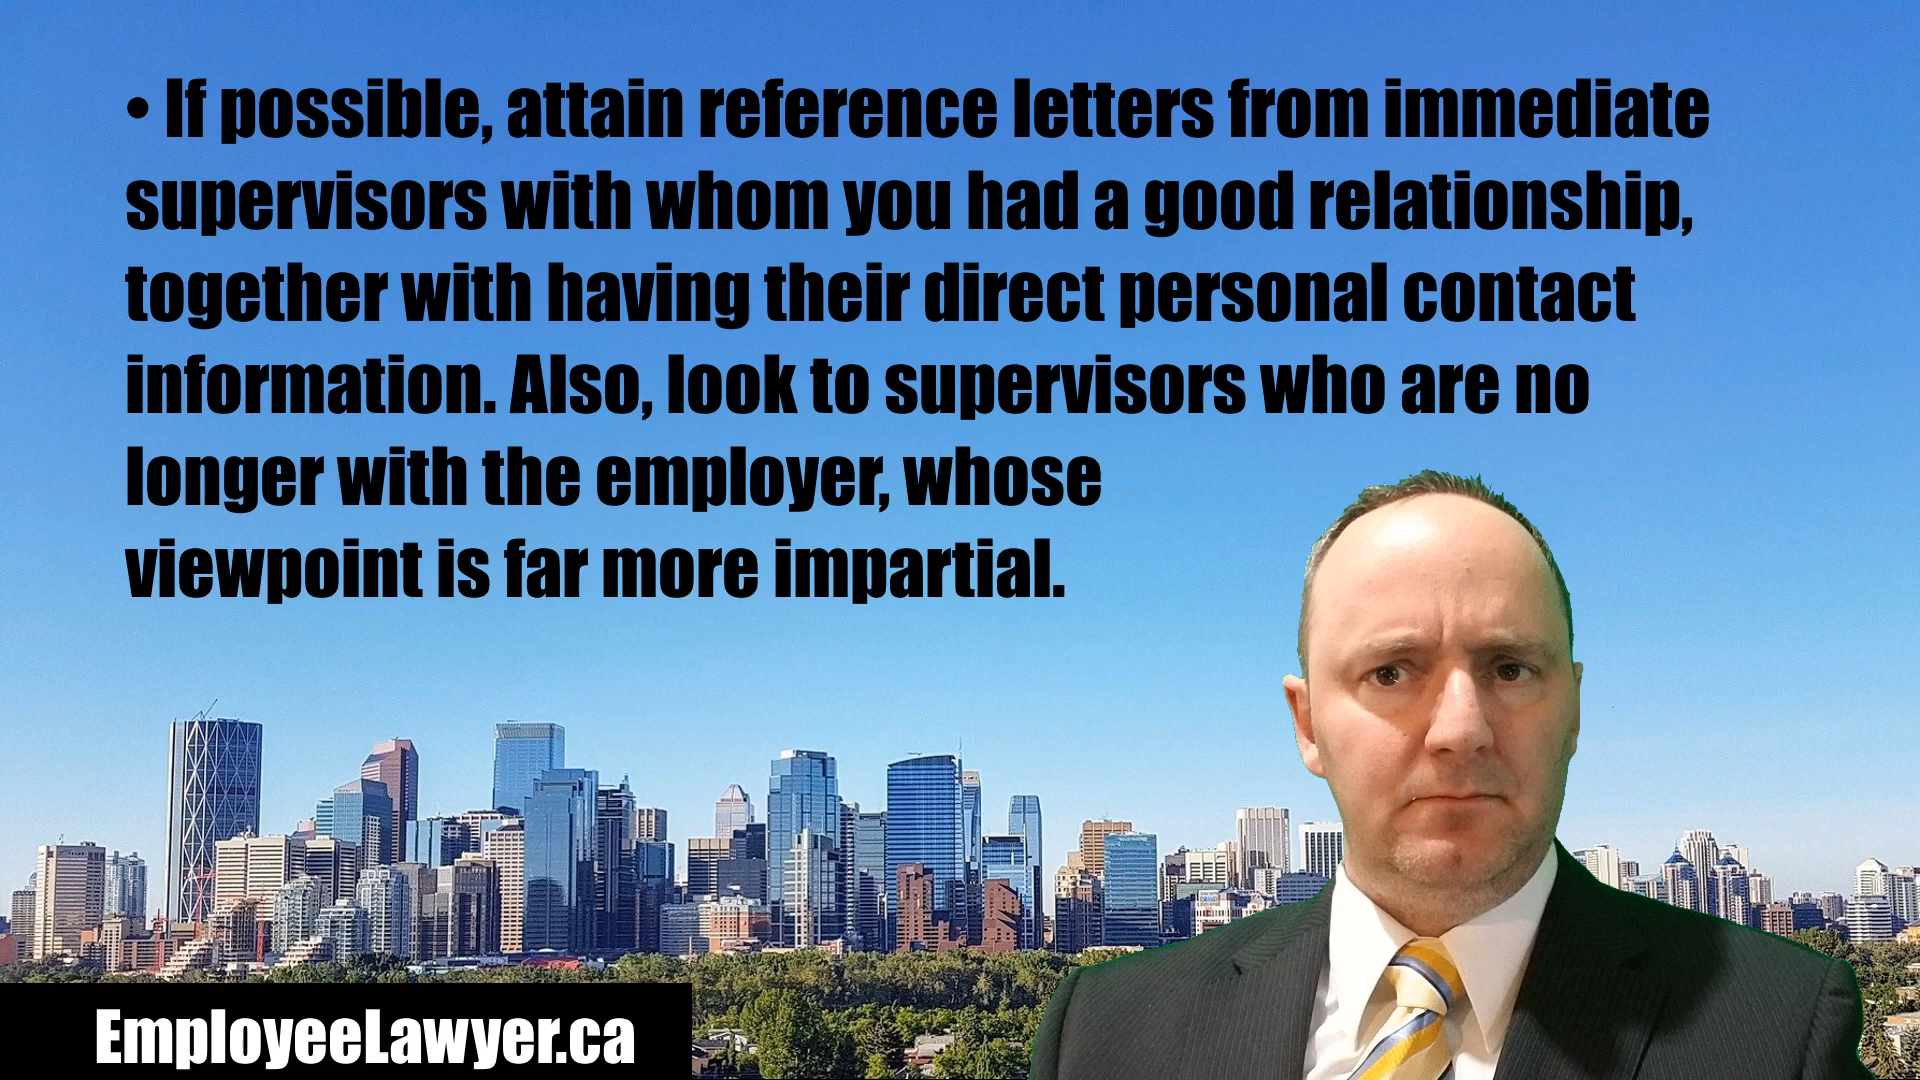 • If possible, attain reference letters from immediate
supervisors with whom you had a good relationship,
together with having their direct personal contact
information. Also, look to supervisors who are no
longer with the employer, whose
viewpoint is far more impartial.
EmployeeLawyer.ca